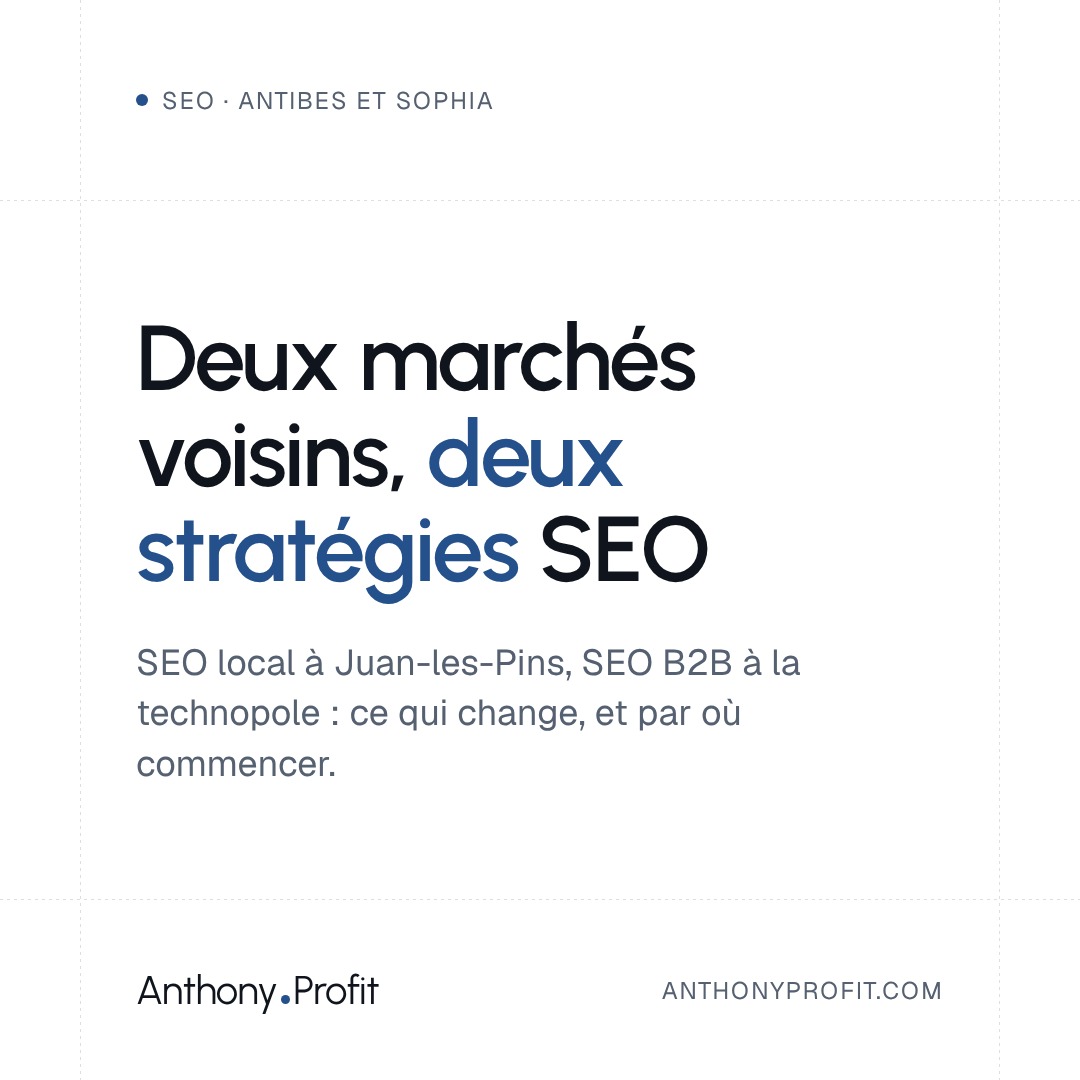 SEO · ANTIBES ET SOPHIA
Deux marchés
voisins, deux
stratégies SEO
SEO local à Juan-les-Pins, SEO B2B à la
technopole : ce qui change, et par où
commencer.
Anthony.Profit
ANTHONYPROFIT.COM